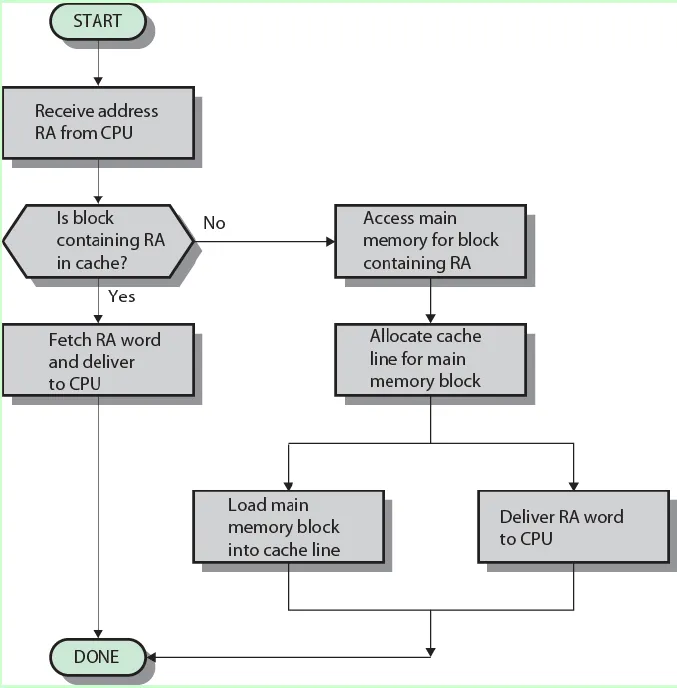 START
Receive address
RA from CPU
Is block
containing RA
in cache?
No
Yes
Access main
memory for block
containing RA
Fetch RA word
and deliver
to CPU
Allocate cache
line for main
memory block
Load main
memory block
into cache line
Deliver RA word
to CPU
DONE